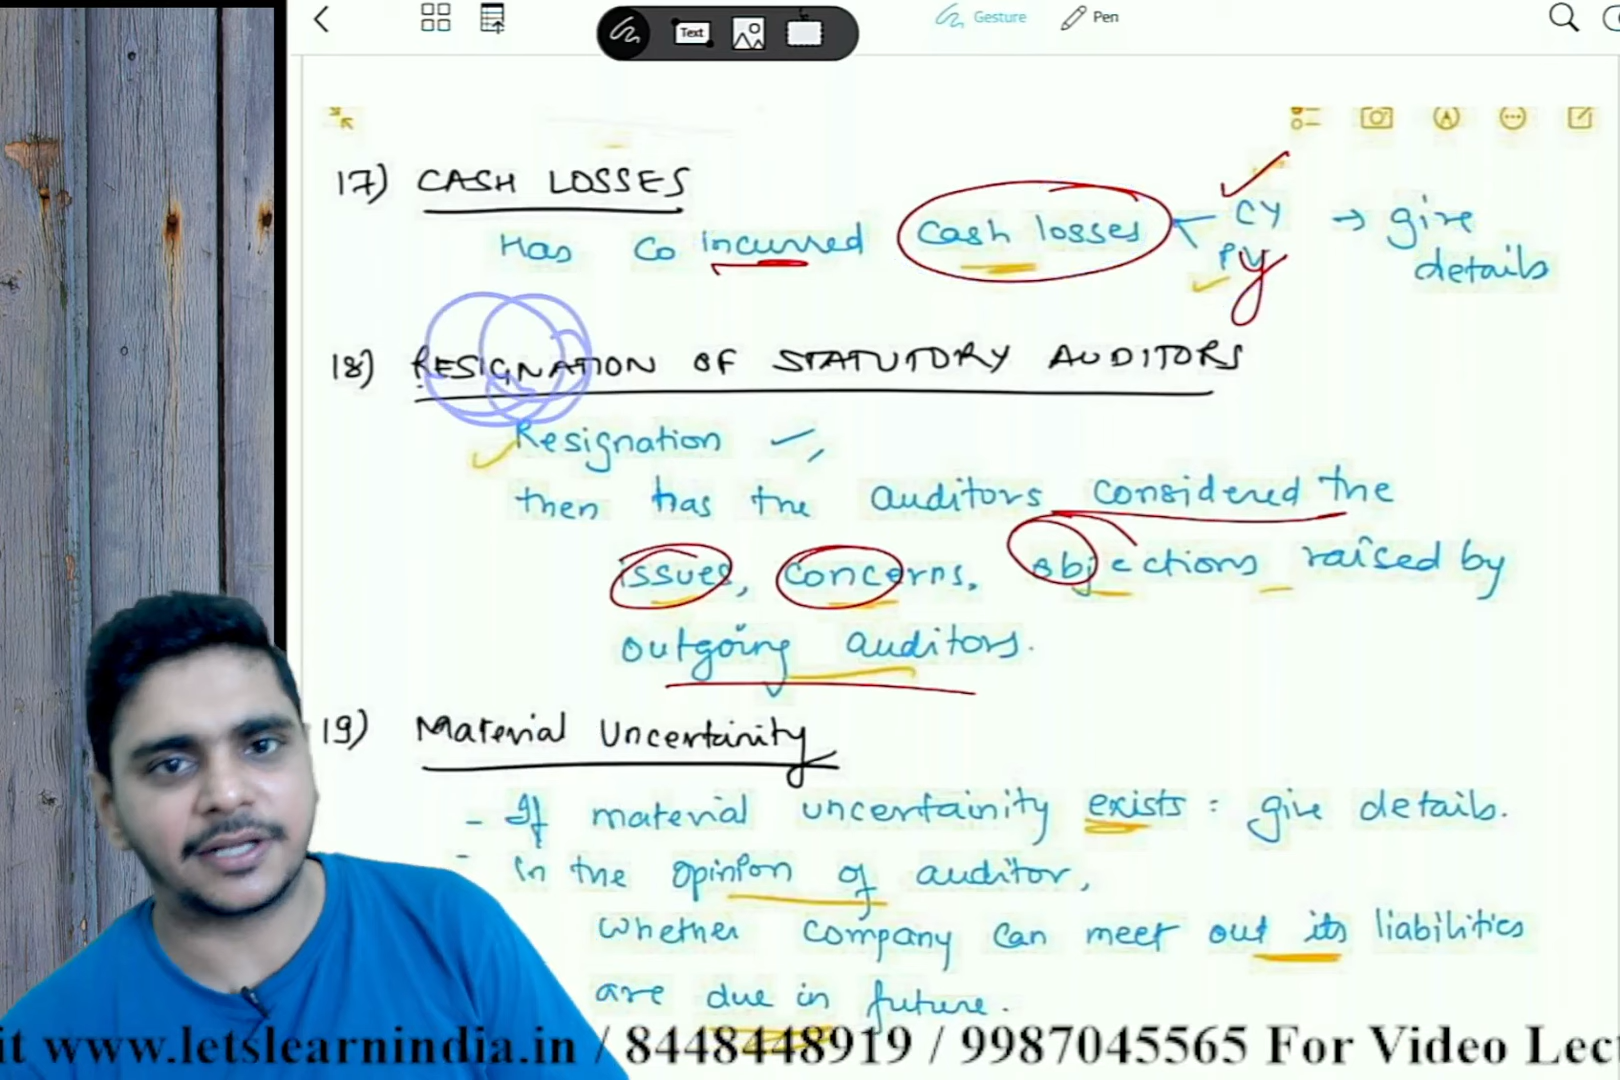 Text
Gesture
Pen
17) CASH LOSSES
Has Co incurred cash losses CY → give
PY details
18) RESIGNATION OF STATUTORY AUDITORS
Resignation
then has the auditors considered the
issues, concerns, objections raised by
outgoing auditors.
19) Material Uncertainity
- If material uncertainity exists : give details.
- in the opinion of auditor,
whether company can meet out its liabilities
are due in future.
it www.letslearnindia.in / 8448448919 / 9987045565 For Video Lect